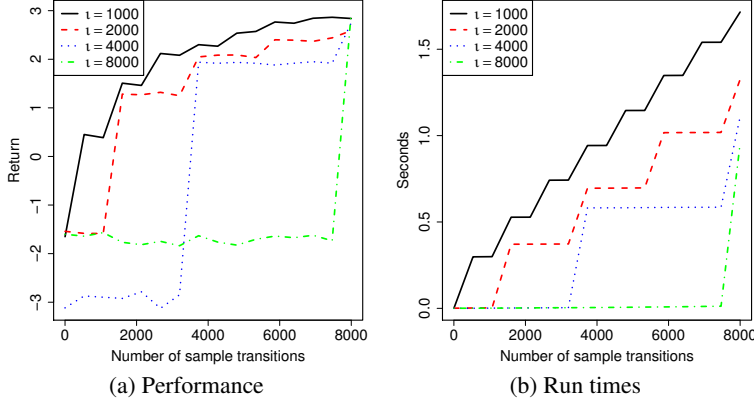 ι = 1000
ι = 2000
ι = 4000
ι = 8000
3
2
1
0
−1
−2
−3
Return
0 2000 4000 6000 8000
Number of sample transitions
(a) Performance
ι = 1000
ι = 2000
ι = 4000
ι = 8000
1.5
1.0
0.5
0.0
Seconds
0 2000 4000 6000 8000
Number of sample transitions
(b) Run times